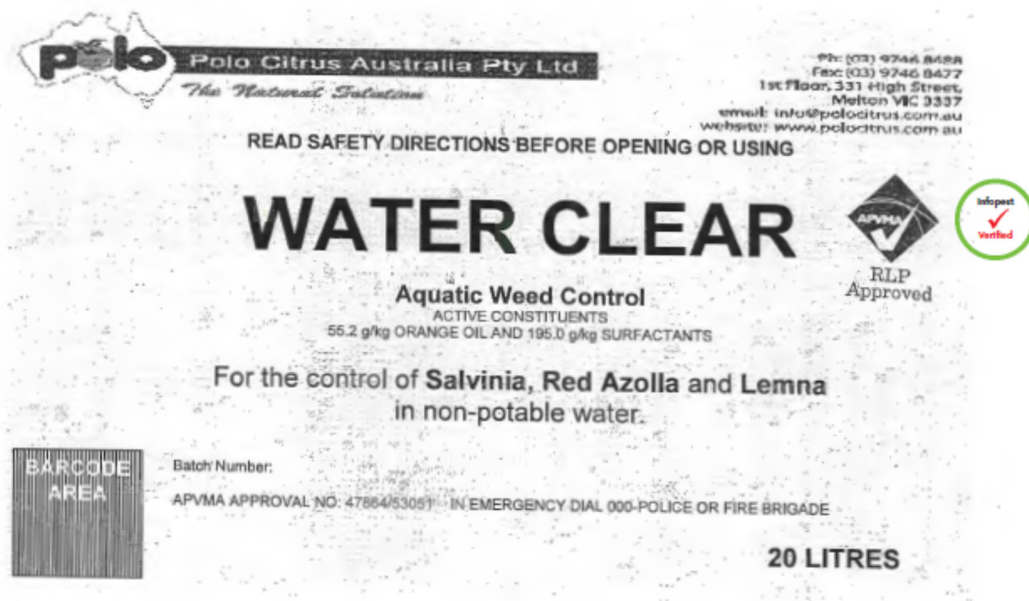 polo
Polo Citrus Australia Pty Ltd
The Natural Solution
Ph: (03) 9746 8488
Fax: (03) 9746 8477
1st Floor, 331 High Street,
Melton VIC 3337
email: info@polocitrus.com.au
website: www.polocitrus.com.au
READ SAFETY DIRECTIONS BEFORE OPENING OR USING
WATER CLEAR
APVMA
RLP
Approved
Infopest
Verified
Aquatic Weed Control
ACTIVE CONSTITUENTS
55.2 g/kg ORANGE OIL AND 195.0 g/kg SURFACTANTS
For the control of Salvinia, Red Azolla and Lemna
in non-potable water.
BARCODE
AREA
Batch Number:
APVMA APPROVAL NO: 47864/53051 IN EMERGENCY DIAL 000-POLICE OR FIRE BRIGADE
20 LITRES